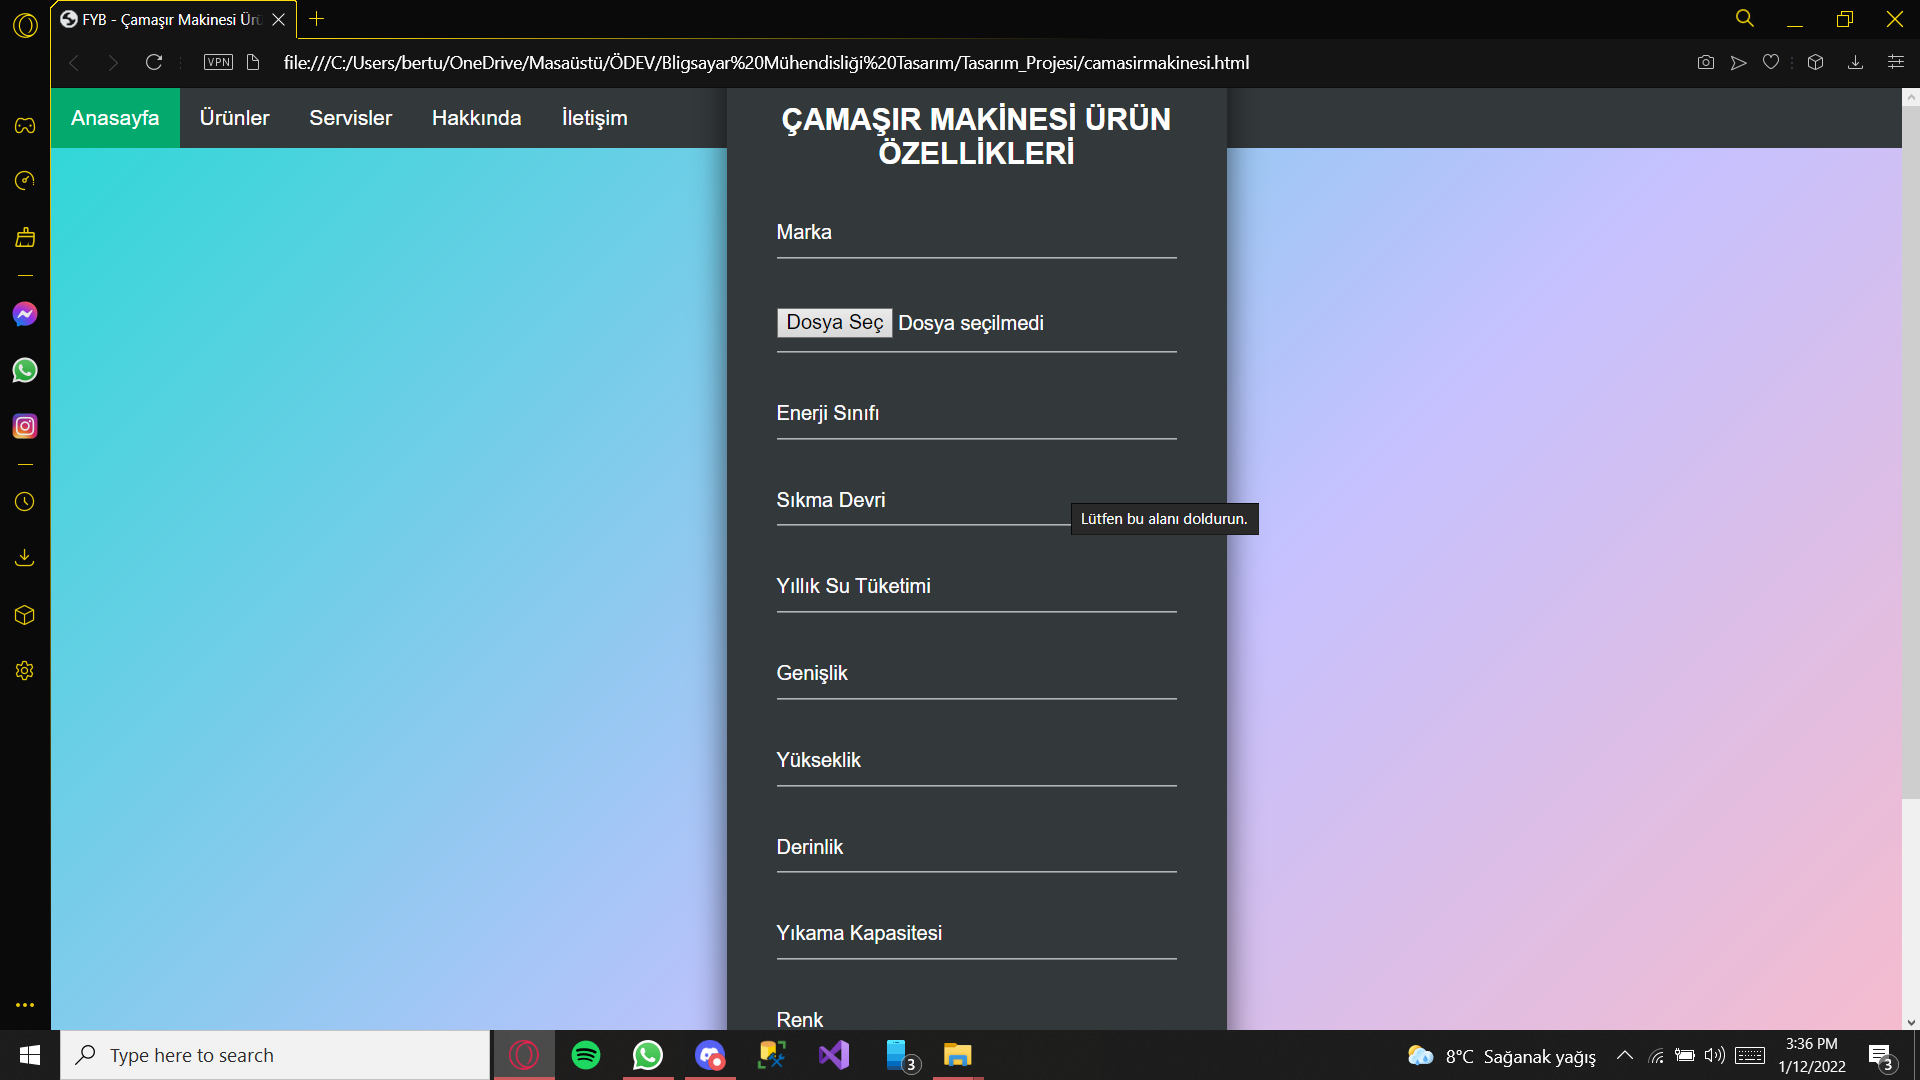 FYB - Çamaşır Makinesi Ürü
VPN
file:///C:/Users/bertu/OneDrive/Masaüstü/ÖDEV/Bligsayar%20Mühendisliği%20Tasarım/Tasarım_Projesi/camasirmakinesi.html
Anasayfa Ürünler Servisler Hakkında İletişim
ÇAMAŞIR MAKİNESİ ÜRÜN
ÖZELLİKLERİ
Marka
Dosya Seç Dosya seçilmedi
Enerji Sınıfı
Sıkma Devri
Lütfen bu alanı doldurun.
Yıllık Su Tüketimi
Genişlik
Yükseklik
Derinlik
Yıkama Kapasitesi
Renk
Type here to search
3
8°C Sağanak yağış
3:36 PM
1/12/2022
3